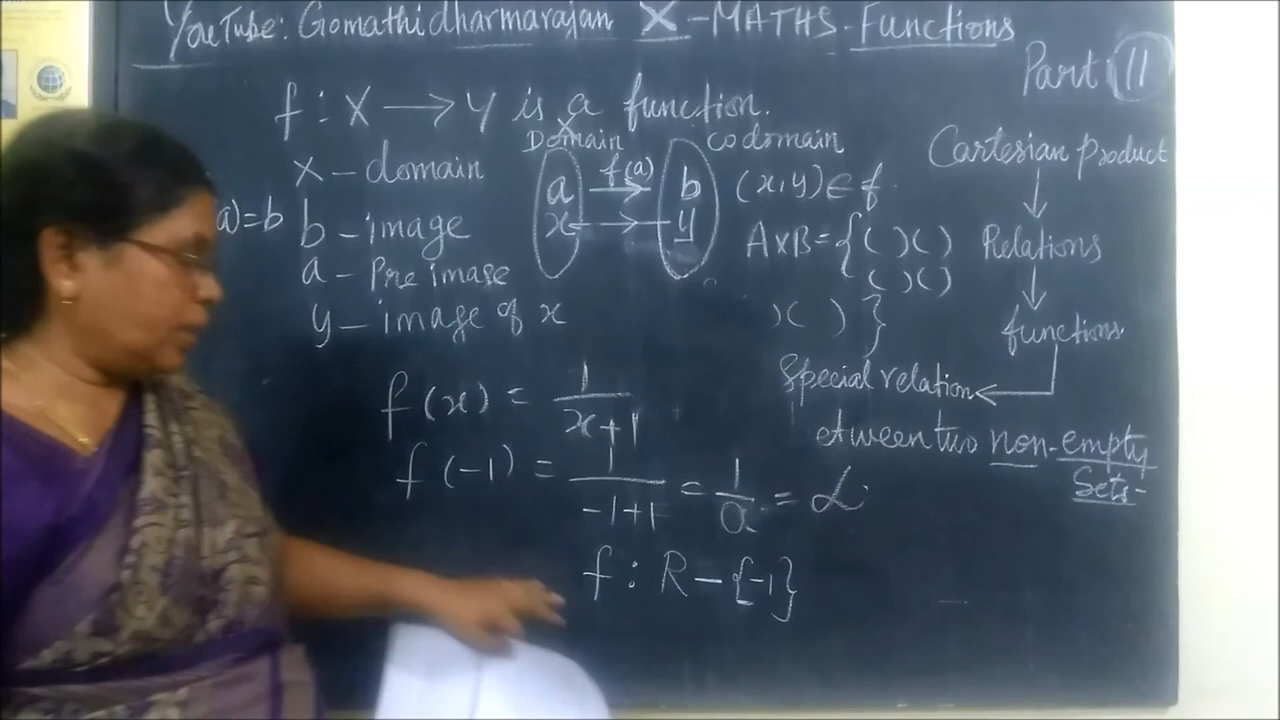 YouTube: Gomathidharmarajan X-MATHS-Functions
Part 11
f : X → Y is a function.
X - domain
a)=b b - image
a - Pre image
y - image of x
Domain X
Codomain
a f(a) b
x → y
(x,y) ∈ f.
A×B = { ( ) ( )
( ) ( )
)( ) }
Cartesian product
↓
Relations
↓
functions.
Special relation ←
etween two non-empty
Sets-
f(x) = 1/(x+1)
f(-1) = 1/(-1+1) = 1/0 = ∞
f : R - {-1}